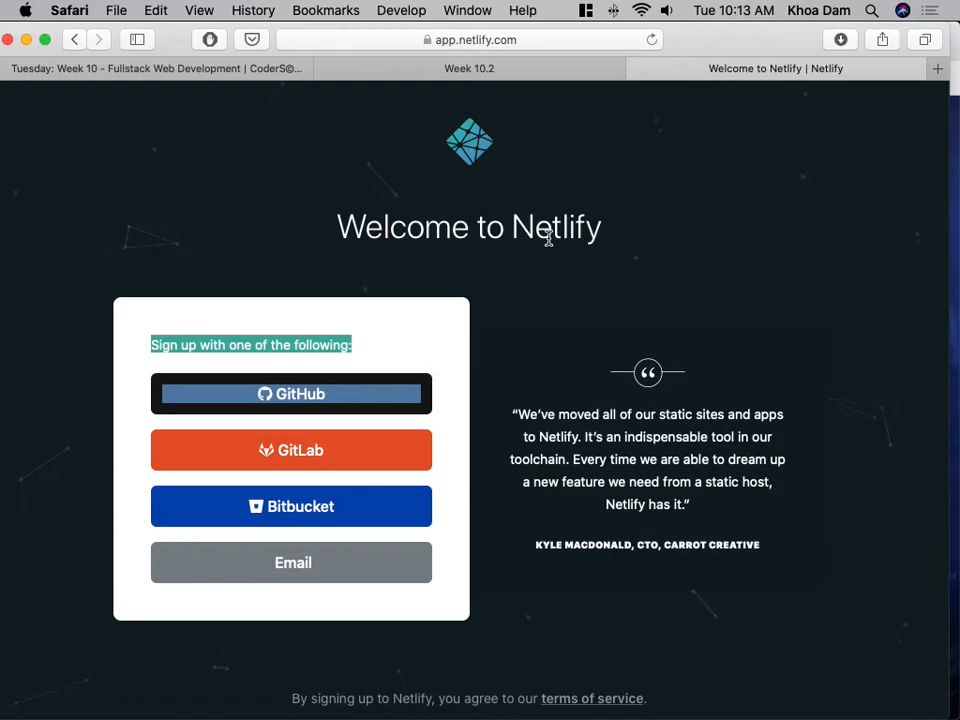 Safari File Edit View History Bookmarks Develop Window Help Tue 10:13 AM Khoa Dam
app.netlify.com
Tuesday: Week 10 - Fullstack Web Development | CoderS©... Week 10.2 Welcome to Netlify | Netlify
Welcome to Netlify
Sign up with one of the following:
GitHub
GitLab
Bitbucket
Email
“We’ve moved all of our static sites and apps
to Netlify. It’s an indispensable tool in our
toolchain. Every time we are able to dream up
a new feature we need from a static host,
Netlify has it.”
KYLE MACDONALD, CTO, CARROT CREATIVE
By signing up to Netlify, you agree to our terms of service.